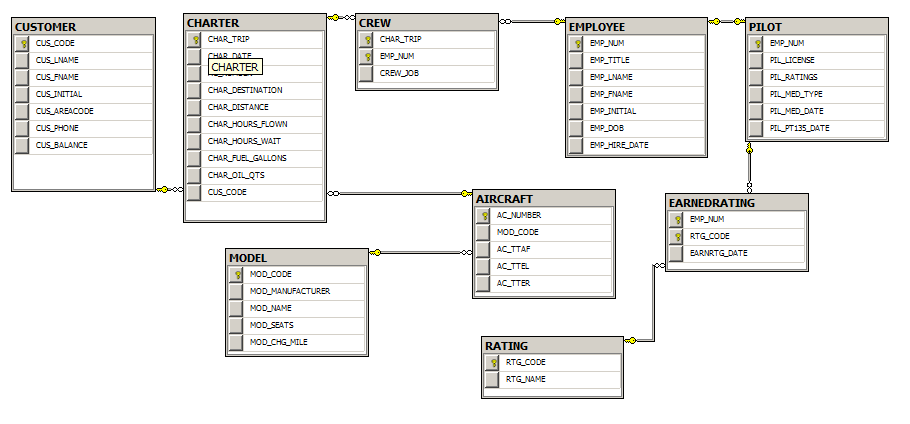 CUSTOMER
CUS_CODE
CUS_LNAME
CUS_FNAME
CUS_INITIAL
CUS_AREACODE
CUS_PHONE
CUS_BALANCE
CHARTER
CHAR_TRIP
CHAR_DATE
CHARTER
CHAR_DESTINATION
CHAR_DISTANCE
CHAR_HOURS_FLOWN
CHAR_HOURS_WAIT
CHAR_FUEL_GALLONS
CHAR_OIL_QTS
CUS_CODE
CREW
CHAR_TRIP
EMP_NUM
CREW_JOB
EMPLOYEE
EMP_NUM
EMP_TITLE
EMP_LNAME
EMP_FNAME
EMP_INITIAL
EMP_DOB
EMP_HIRE_DATE
PILOT
EMP_NUM
PIL_LICENSE
PIL_RATINGS
PIL_MED_TYPE
PIL_MED_DATE
PIL_PT135_DATE
AIRCRAFT
AC_NUMBER
MOD_CODE
AC_TTAF
AC_TTEL
AC_TTER
EARNEDRATING
EMP_NUM
RTG_CODE
EARNRTG_DATE
MODEL
MOD_CODE
MOD_MANUFACTURER
MOD_NAME
MOD_SEATS
MOD_CHG_MILE
RATING
RTG_CODE
RTG_NAME